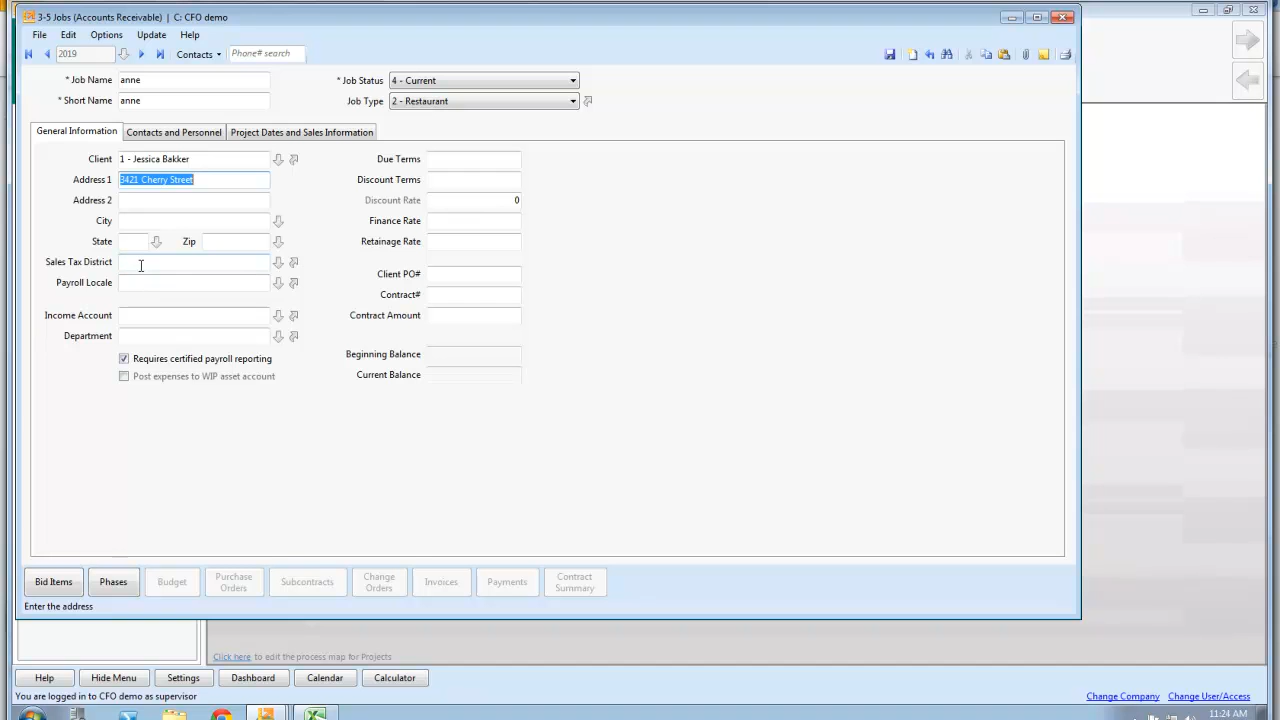 3-5 Jobs (Accounts Receivable) | C: CFO demo
File Edit Options Update Help
2019 Contacts Phone# search
* Job Name anne * Job Status 4 - Current
* Short Name anne Job Type 2 - Restaurant
General Information Contacts and Personnel Project Dates and Sales Information
Client 1 - Jessica Bakker Due Terms
Address 1 3421 Cherry Street Discount Terms
Address 2 Discount Rate 0
City Finance Rate
State Zip Retainage Rate
Sales Tax District Client PO#
Payroll Locale Contract#
Income Account Contract Amount
Department
Requires certified payroll reporting Beginning Balance
Post expenses to WIP asset account Current Balance
Bid Items Phases Budget Purchase Orders Subcontracts Change Orders Invoices Payments Contract Summary
Enter the address
Click here to edit the process map for Projects
Help Hide Menu Settings Dashboard Calendar Calculator
You are logged in to CFO demo as supervisor Change Company Change User/Access
11:24 AM